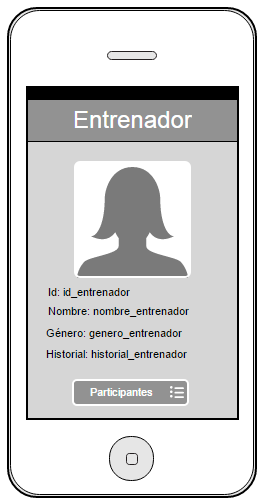 Entrenador
Id: id_entrenador
Nombre: nombre_entrenador
Género: genero_entrenador
Historial: historial_entrenador
Participantes